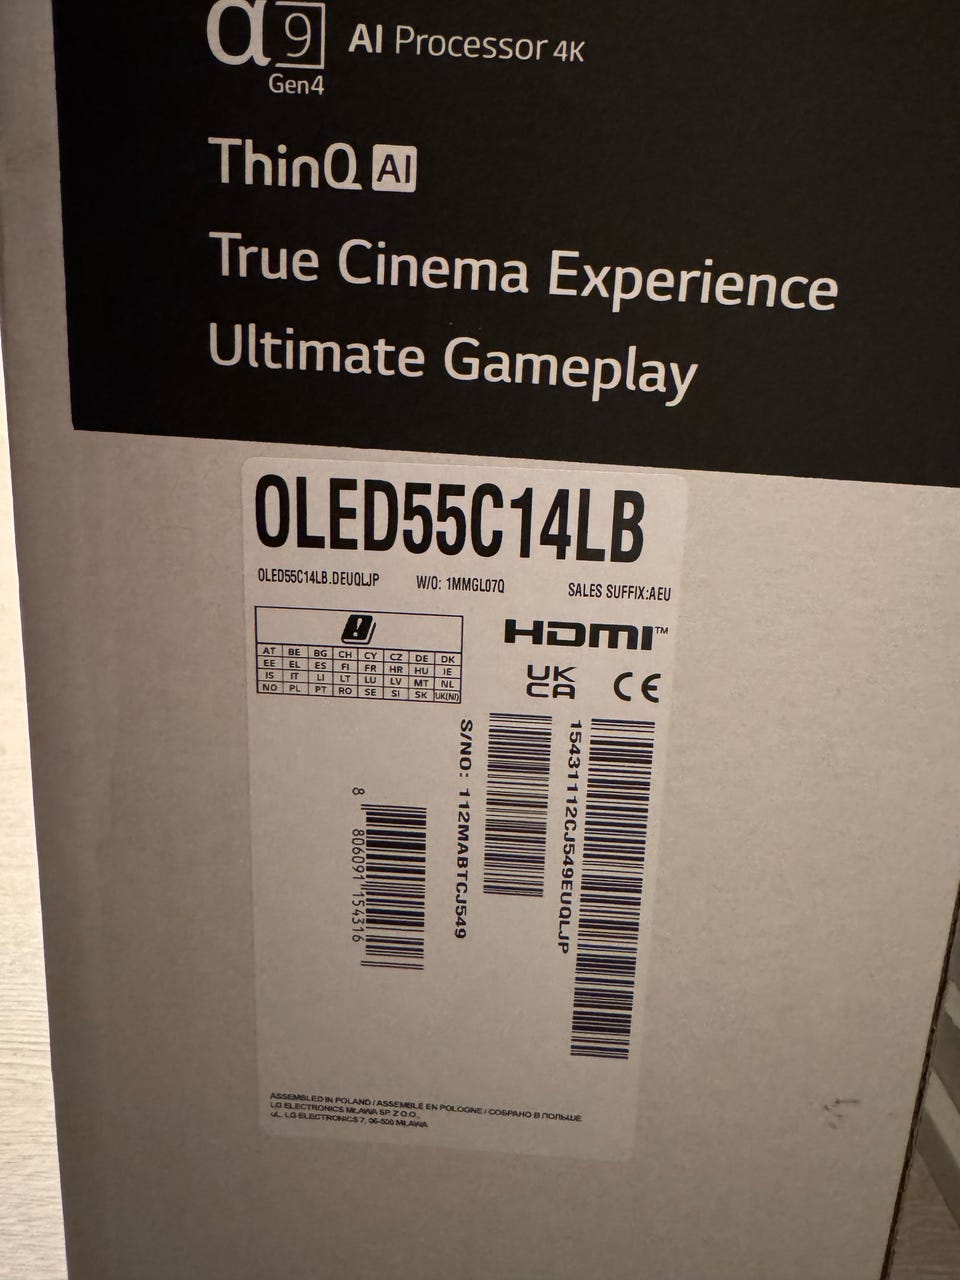 α9 AI Processor 4K
Gen4
ThinQ AI
True Cinema Experience
Ultimate Gameplay
OLED55C14LB
OLED55C14LB.DEUQLJP W/O: 1MMGL07Q SALES SUFFIX:AEU
HDMI™
AT BE BG CH CY CZ DE DK
EE EL ES FI FR HR HU IE
IS IT LI LT LU LV MT NL
NO PL PT RO SE SI SK UK(NI)
UK
CA CE
S/NO: 112MABTCJ549
15431112CJ549EUQLJP
8 806091 154316
ASSEMBLED IN POLAND / ASSEMBLÉ EN POLOGNE / СОБРАНО В ПОЛЬШЕ
LG ELECTRONICS MŁAWA SP. Z O.O.,
UL. LG ELECTRONICS 7, 06-500 MŁAWA